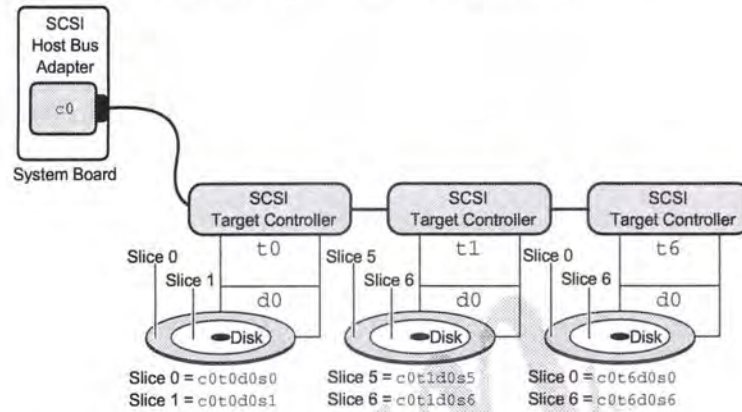 SCSI
Host Bus
Adapter
c0
System Board
SCSI
Target Controller
SCSI
Target Controller
SCSI
Target Controller
t0
t1
t6
Slice 0
Slice 1
d0
Slice 5
Slice 6
d0
Slice 0
Slice 6
d0
Disk
Disk
Disk
Slice 0 = c0t0d0s0
Slice 1 = c0t0d0s1
Slice 5 = c0t1d0s5
Slice 6 = c0t1d0s6
Slice 0 = c0t6d0s0
Slice 6 = c0t6d0s6